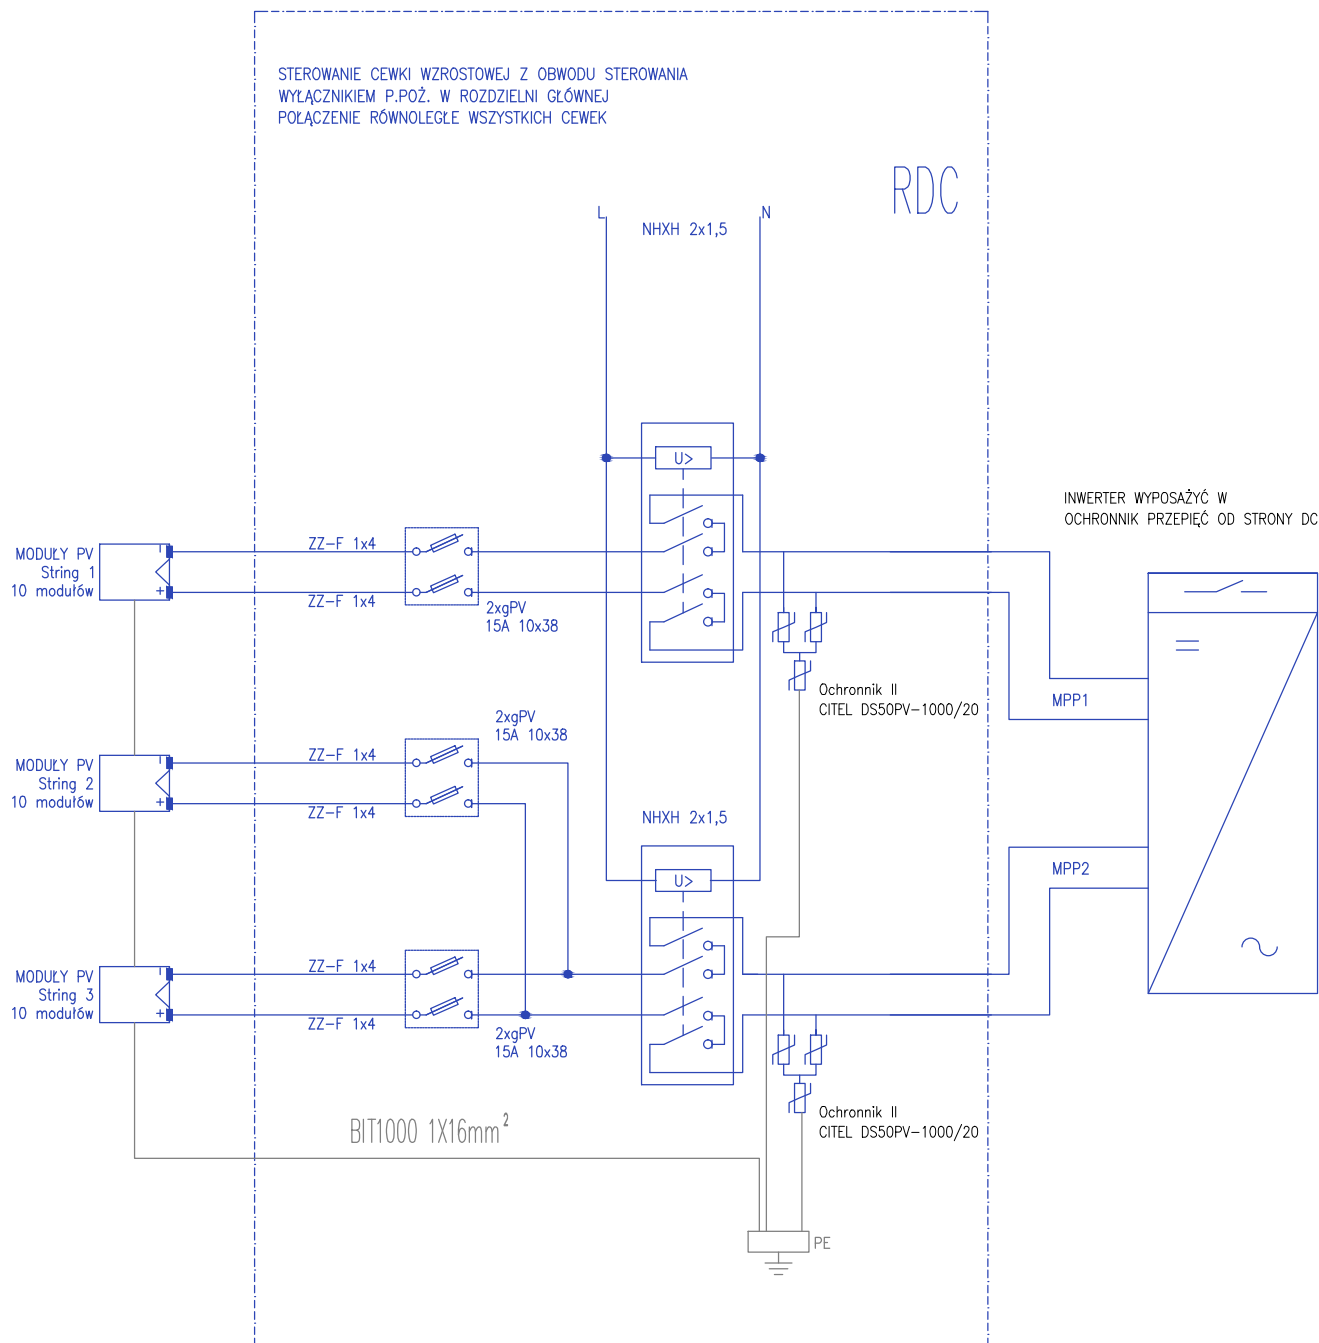 STEROWANIE CEWKI WZROSTOWEJ Z OBWODU STEROWANIA
WYŁĄCZNIKIEM P.POŻ. W ROZDZIELNI GŁÓWNEJ
POŁĄCZENIE RÓWNOLEGŁE WSZYSTKICH CEWEK
RDC
L
N
NHXH 2x1,5
U>
INWERTER WYPOSAŻYĆ W
OCHRONNIK PRZEPIĘĆ OD STRONY DC
MODUŁY PV
String 1
10 modułów
+
ZZ-F 1x4
ZZ-F 1x4
2xgPV
15A 10x38
Ochronnik II
CITEL DS50PV-1000/20
MPP1
MODUŁY PV
String 2
10 modułów
+
ZZ-F 1x4
ZZ-F 1x4
2xgPV
15A 10x38
NHXH 2x1,5
U>
MPP2
MODUŁY PV
String 3
10 modułów
+
ZZ-F 1x4
ZZ-F 1x4
2xgPV
15A 10x38
Ochronnik II
CITEL DS50PV-1000/20
BIT1000 1X16mm²
PE